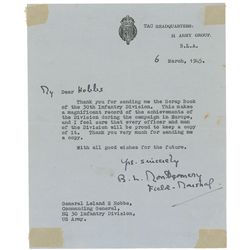 TAC HEADQUARTERS:
21 ARMY GROUP.
B.L.A.
6 March, 1945.
My Dear Hobbs
Thank you for sending me the Scrap Book
of the 30th Infantry Division. This makes a
magnificent record of the achievements of
the Division during the campaign in Europe,
and I feel sure that every officer and man
of the Division will be proud to keep a copy
of it. Thank you very much for sending me
a copy.
With all good wishes for the future.
Yrs. sincerely
B. L. Montgomery
Field-Marshal
General Leland S Hobbs,
Commanding General,
HQ 30 Infantry Division,
US Army.